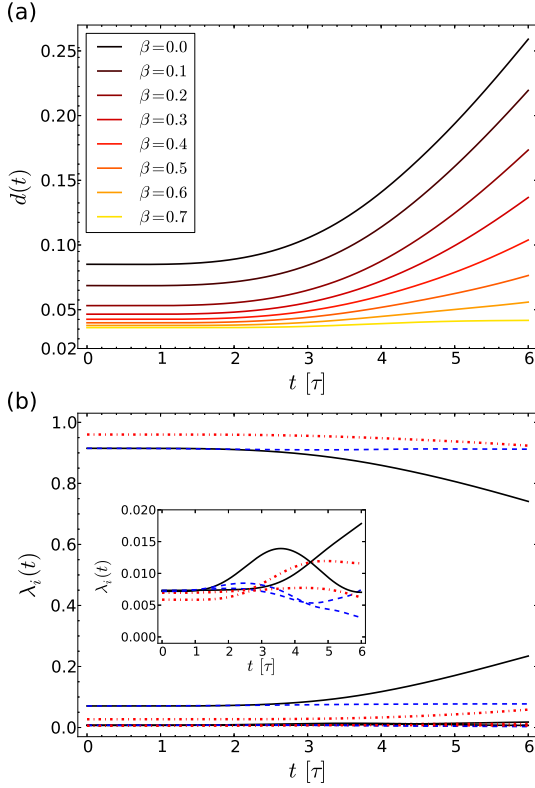 (a)
0.25
0.20
0.15
0.10
0.05
0.02
d(t)
β=0.0
β=0.1
β=0.2
β=0.3
β=0.4
β=0.5
β=0.6
β=0.7
0 1 2 3 4 5 6
t [τ]
(b)
1.0
0.8
0.6
0.4
0.2
0.0
λᵢ(t)
0.020
0.015
0.010
0.005
0.000
λᵢ(t)
0 1 2 3 4 5 6
t [τ]
0 1 2 3 4 5 6
t [τ]